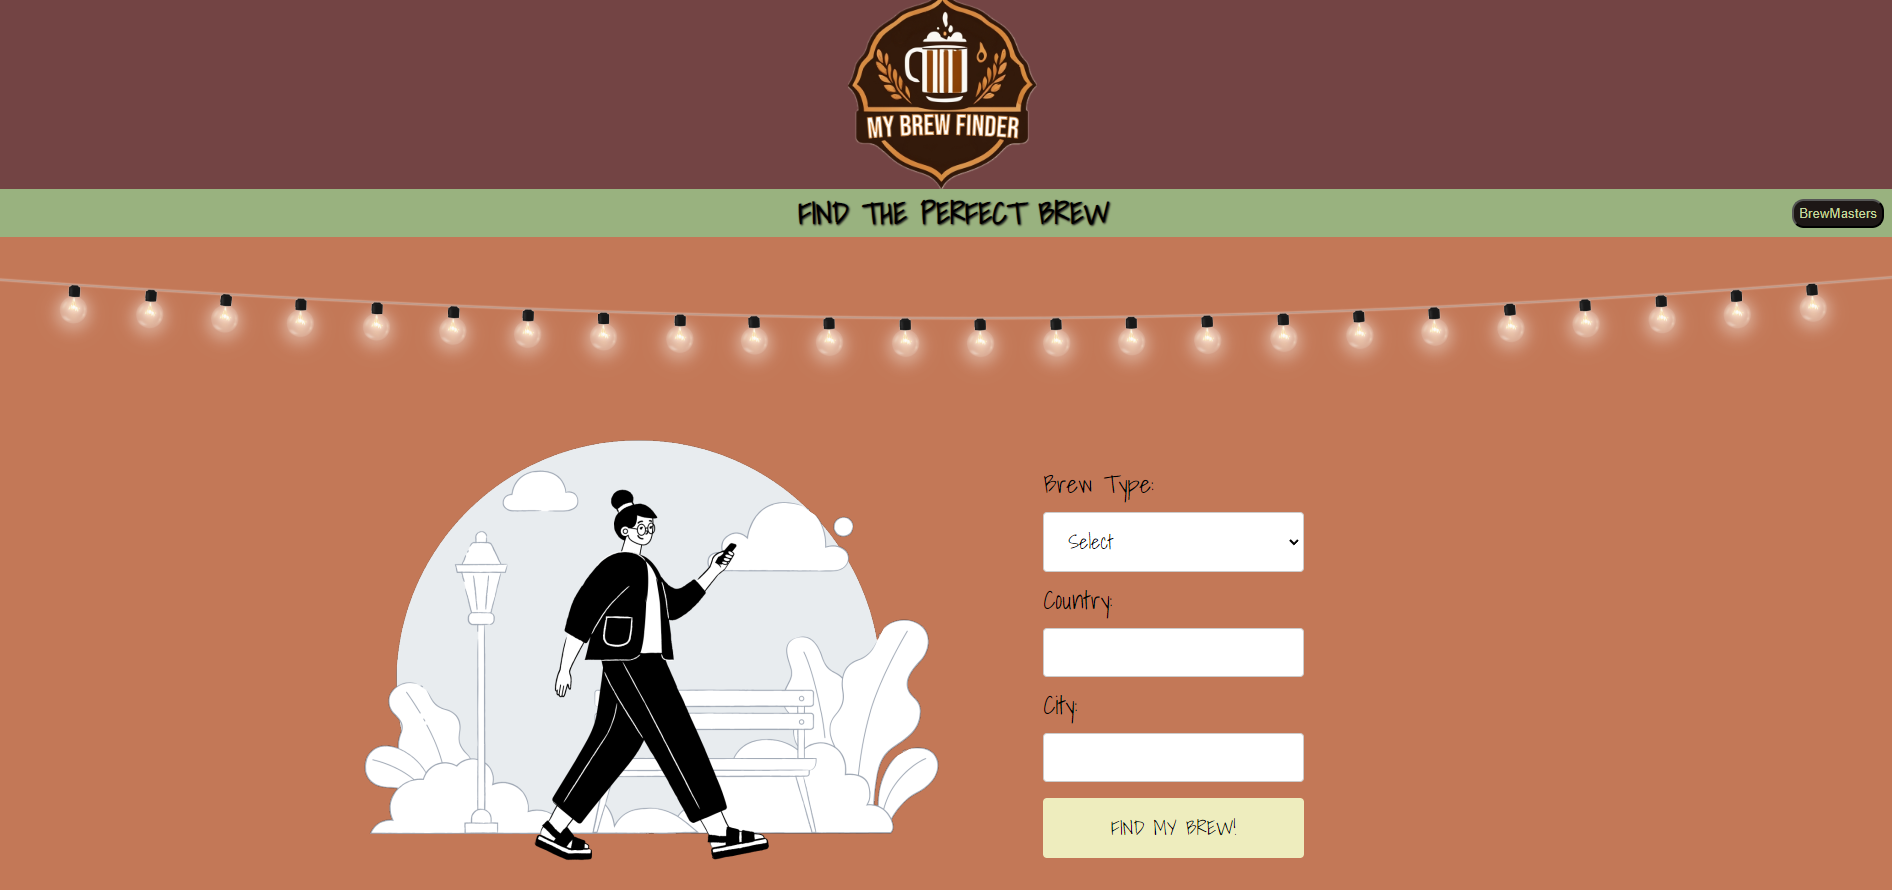 MY BREW FINDER
FIND THE PERFECT BREW
BrewMasters
Brew Type:
Select
Country:
City:
FIND MY BREW!